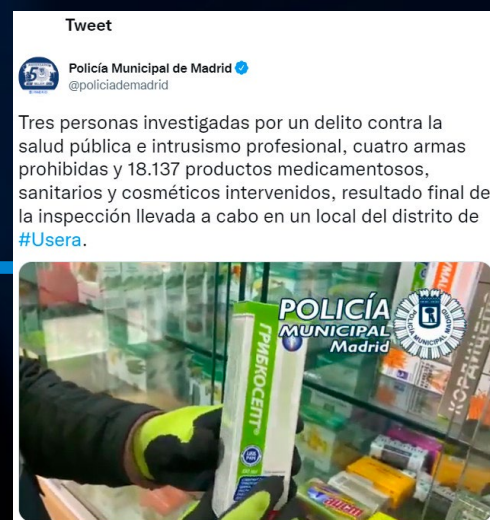 Tweet
Policía Municipal de Madrid
@policiademadrid
Tres personas investigadas por un delito contra la
salud pública e intrusismo profesional, cuatro armas
prohibidas y 18.137 productos medicamentosos,
sanitarios y cosméticos intervenidos, resultado final de
la inspección llevada a cabo en un local del distrito de
#Usera.
POLICÍA
MUNICIPAL
Madrid
ГРИБКОСЕПТ